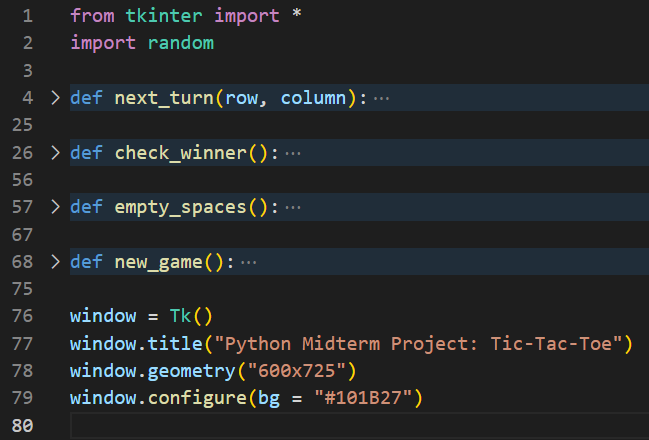 1 from tkinter import *
2 import random
3
4 > def next_turn(row, column):···
25
26 > def check_winner():···
56
57 > def empty_spaces():···
67
68 > def new_game():···
75
76 window = Tk()
77 window.title("Python Midterm Project: Tic-Tac-Toe")
78 window.geometry("600x725")
79 window.configure(bg = "#101B27")
80